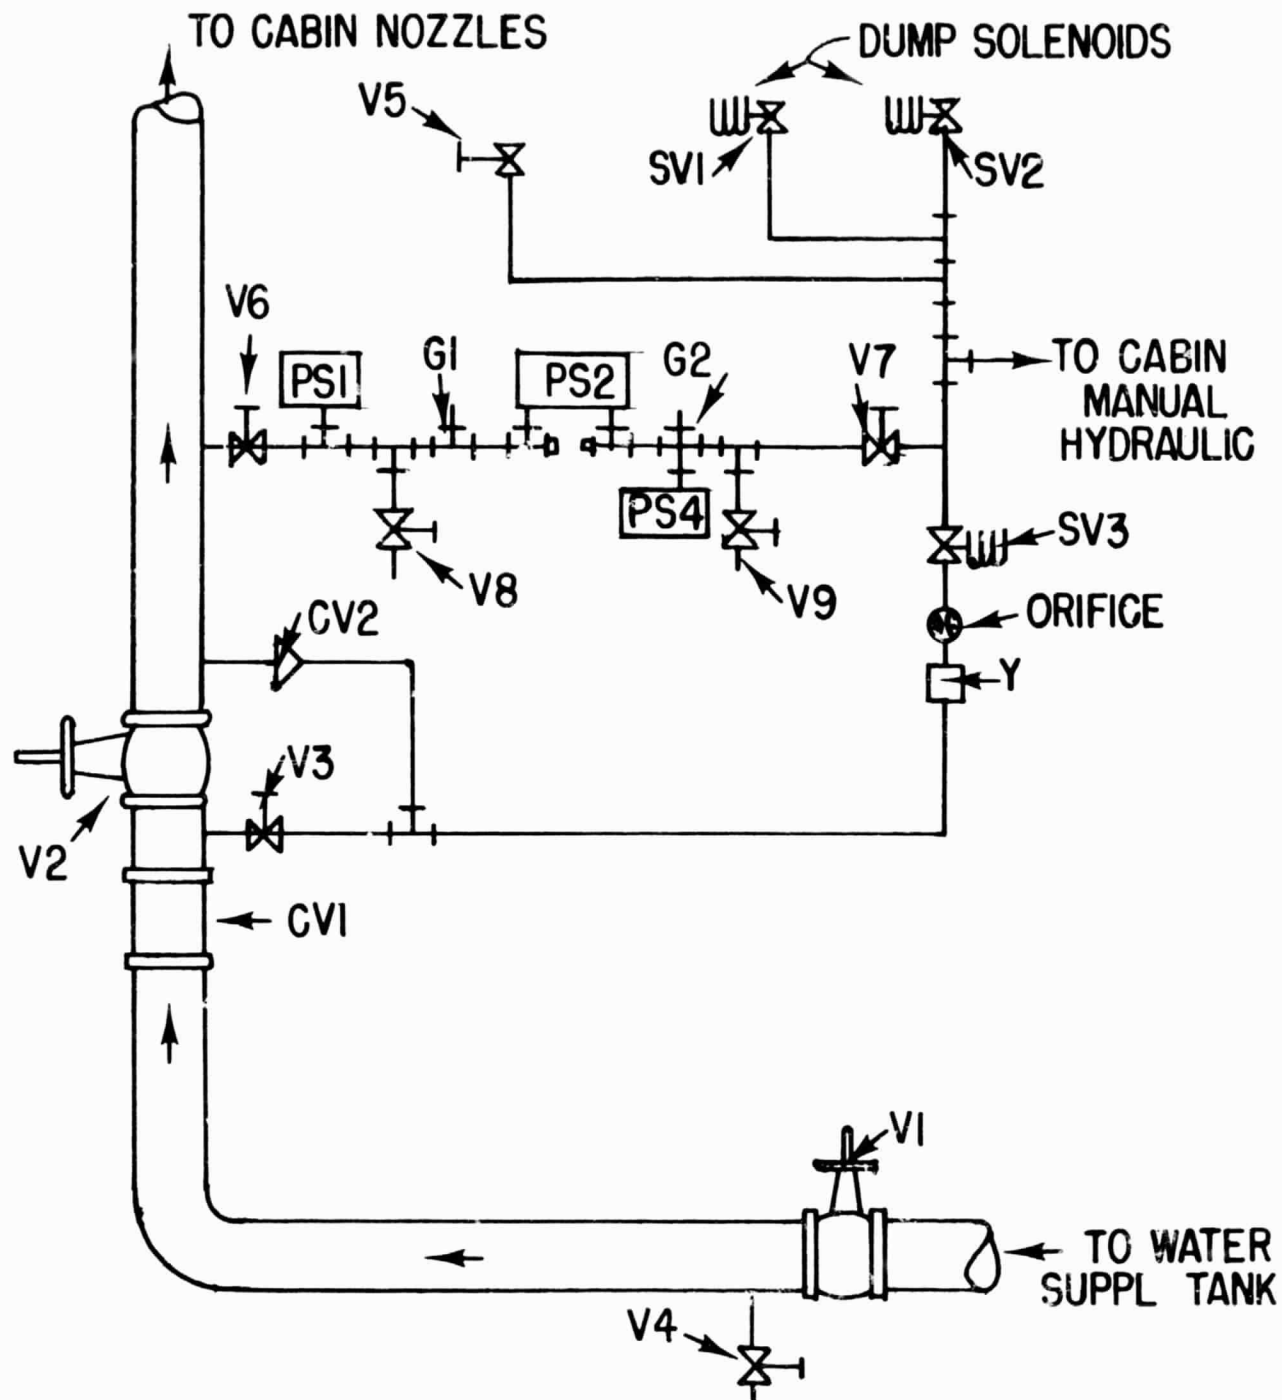 TO CABIN NOZZLES
DUMP SOLENOIDS
V5
SV1
SV2
V6
PS1
G1
PS2
G2
V7
TO CABIN
MANUAL
HYDRAULIC
PS4
SV3
V8
V9
CV2
ORIFICE
Y
V3
V2
CV1
V1
TO WATER
SUPPL TANK
V4